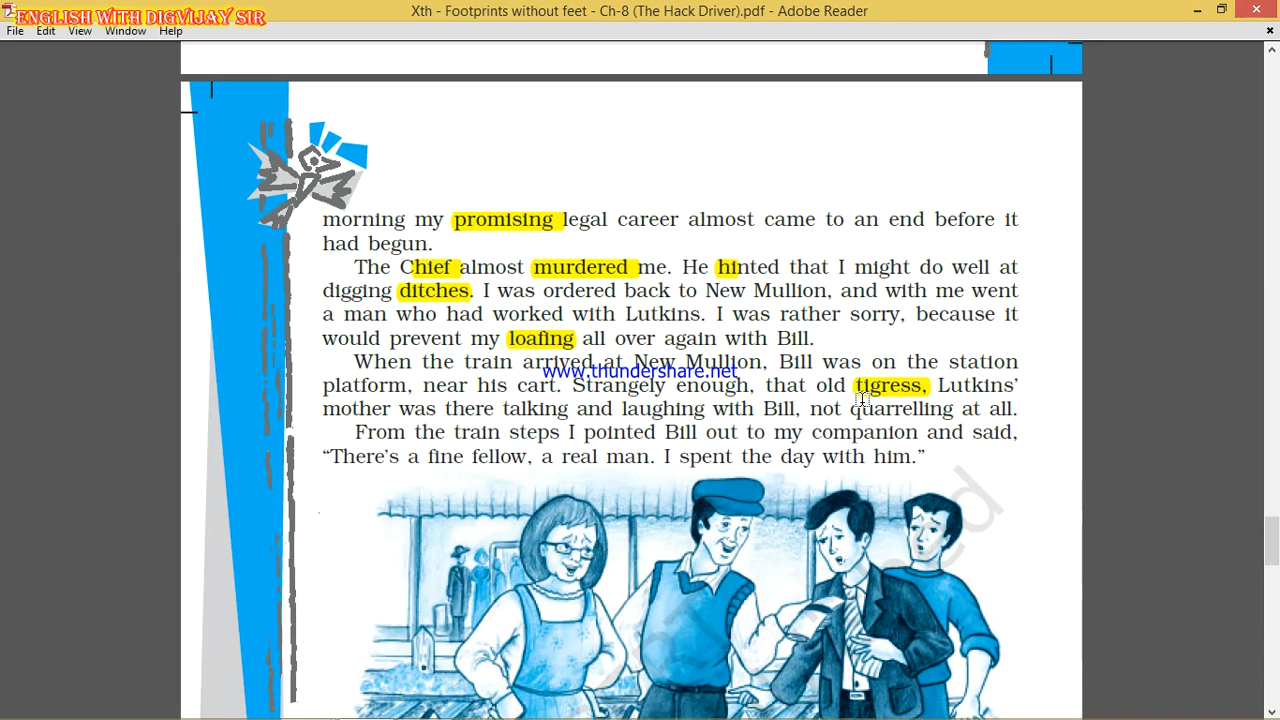 ENGLISH WITH DIGVIJAY SIR
Xth - Footprints without feet - Ch-8 (The Hack Driver).pdf - Adobe Reader
File Edit View Window Help
morning my promising legal career almost came to an end before it
had begun.
The Chief almost murdered me. He hinted that I might do well at
digging ditches. I was ordered back to New Mullion, and with me went
a man who had worked with Lutkins. I was rather sorry, because it
would prevent my loafing all over again with Bill.
When the train arrived at New Mullion, Bill was on the station
www.thundershare.net
platform, near his cart. Strangely enough, that old tigress, Lutkins’
mother was there talking and laughing with Bill, not quarrelling at all.
From the train steps I pointed Bill out to my companion and said,
“There’s a fine fellow, a real man. I spent the day with him.”